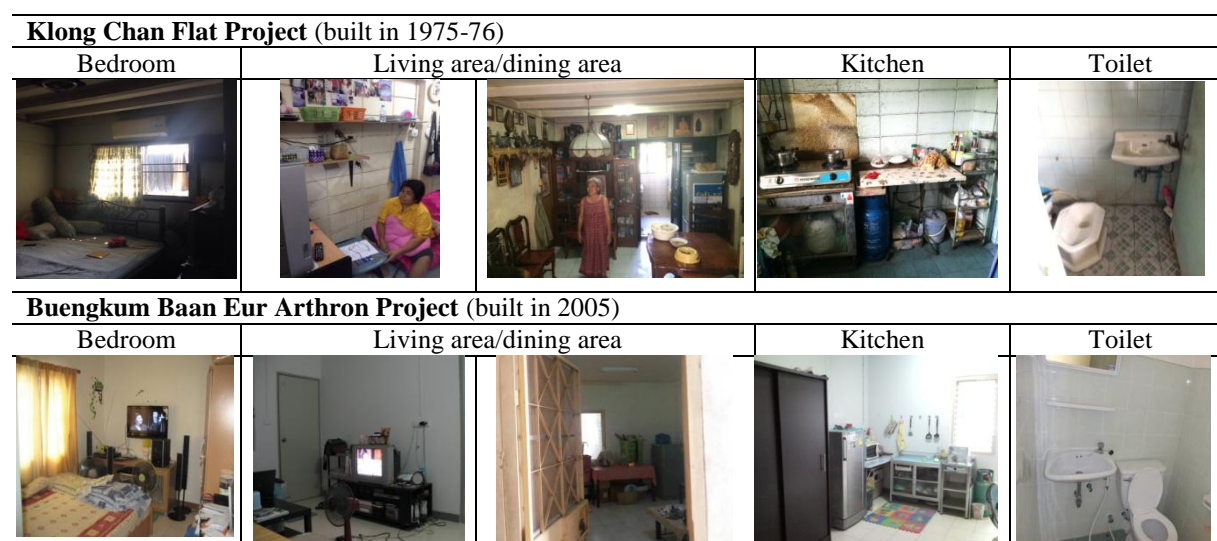 Klong Chan Flat Project (built in 1975-76)
Bedroom Living area/dining area Kitchen Toilet
Buengkum Baan Eur Arthron Project (built in 2005)
Bedroom Living area/dining area Kitchen Toilet